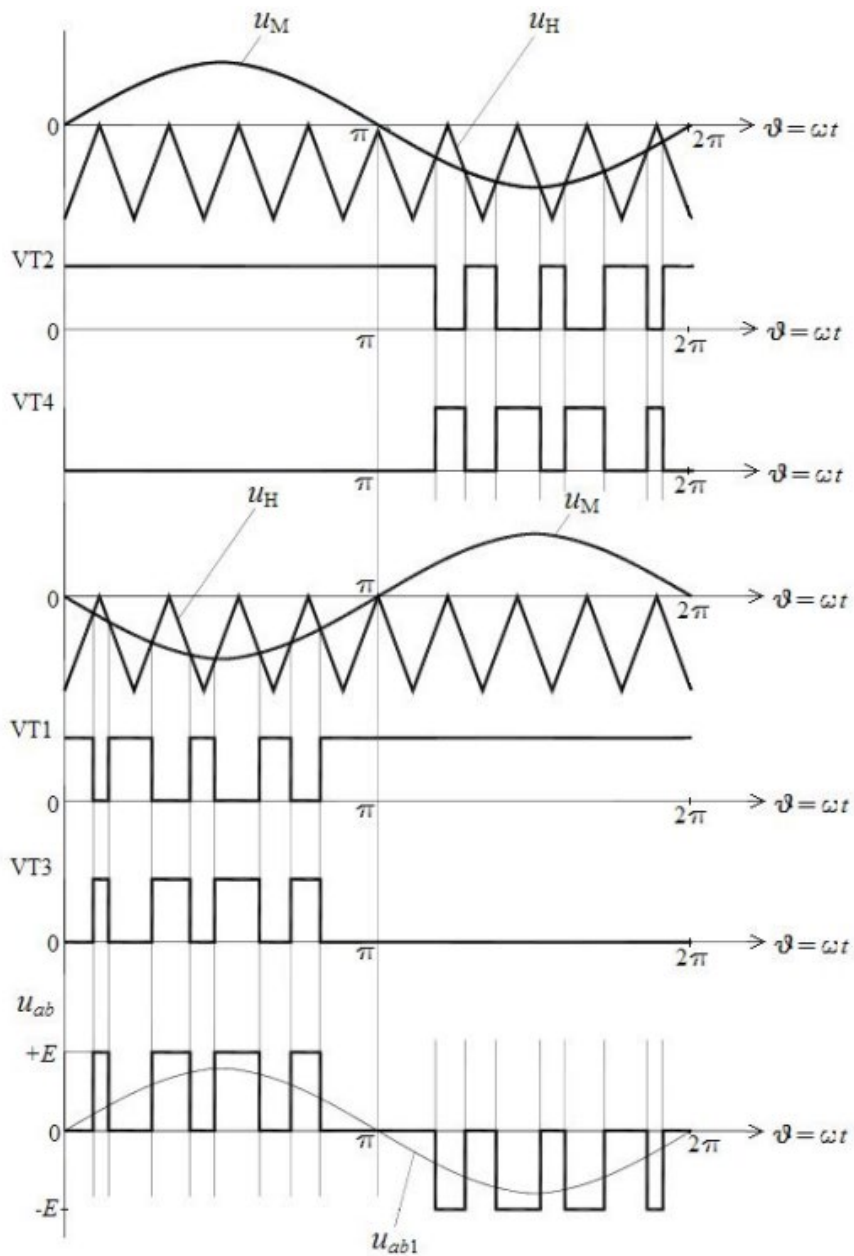 u_M u_H
0 π 2π ϑ = ωt
VT2
0 π 2π ϑ = ωt
VT4
π 2π ϑ = ωt
u_H u_M
0 π 2π ϑ = ωt
VT1
0 π 2π ϑ = ωt
VT3
0 π 2π ϑ = ωt
u_ab
+E
0 π 2π ϑ = ωt
-E
u_ab1